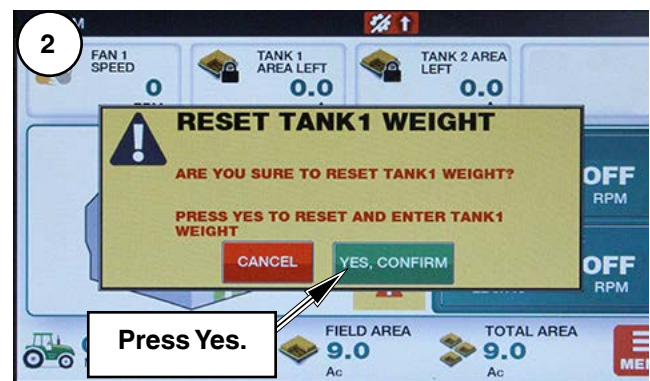 M
2
FAN 1
SPEED
0
TANK 1
AREA LEFT
0.0
TANK 2 AREA
LEFT
0.0
RESET TANK1 WEIGHT
ARE YOU SURE TO RESET TANK1 WEIGHT?
PRESS YES TO RESET AND ENTER TANK1
WEIGHT
CANCEL
YES, CONFIRM
OFF
RPM
OFF
RPM
Press Yes.
FIELD AREA
9.0
Ac
TOTAL AREA
9.0
Ac